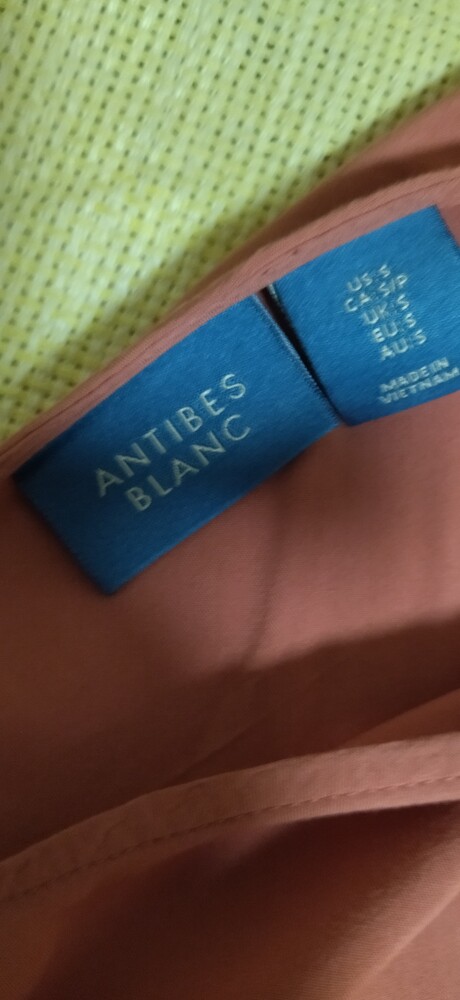 ANTIBES
BLANC
US:S
CA:S/P
UK:S
EU:S
AU:S
MADE IN
VIETNAM